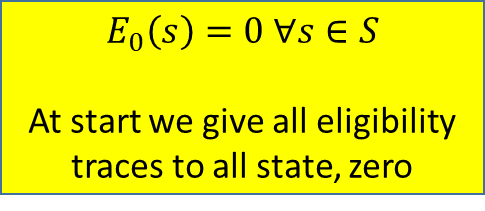 E₀(s) = 0 ∀s ∈ S
At start we give all eligibility
traces to all state, zero